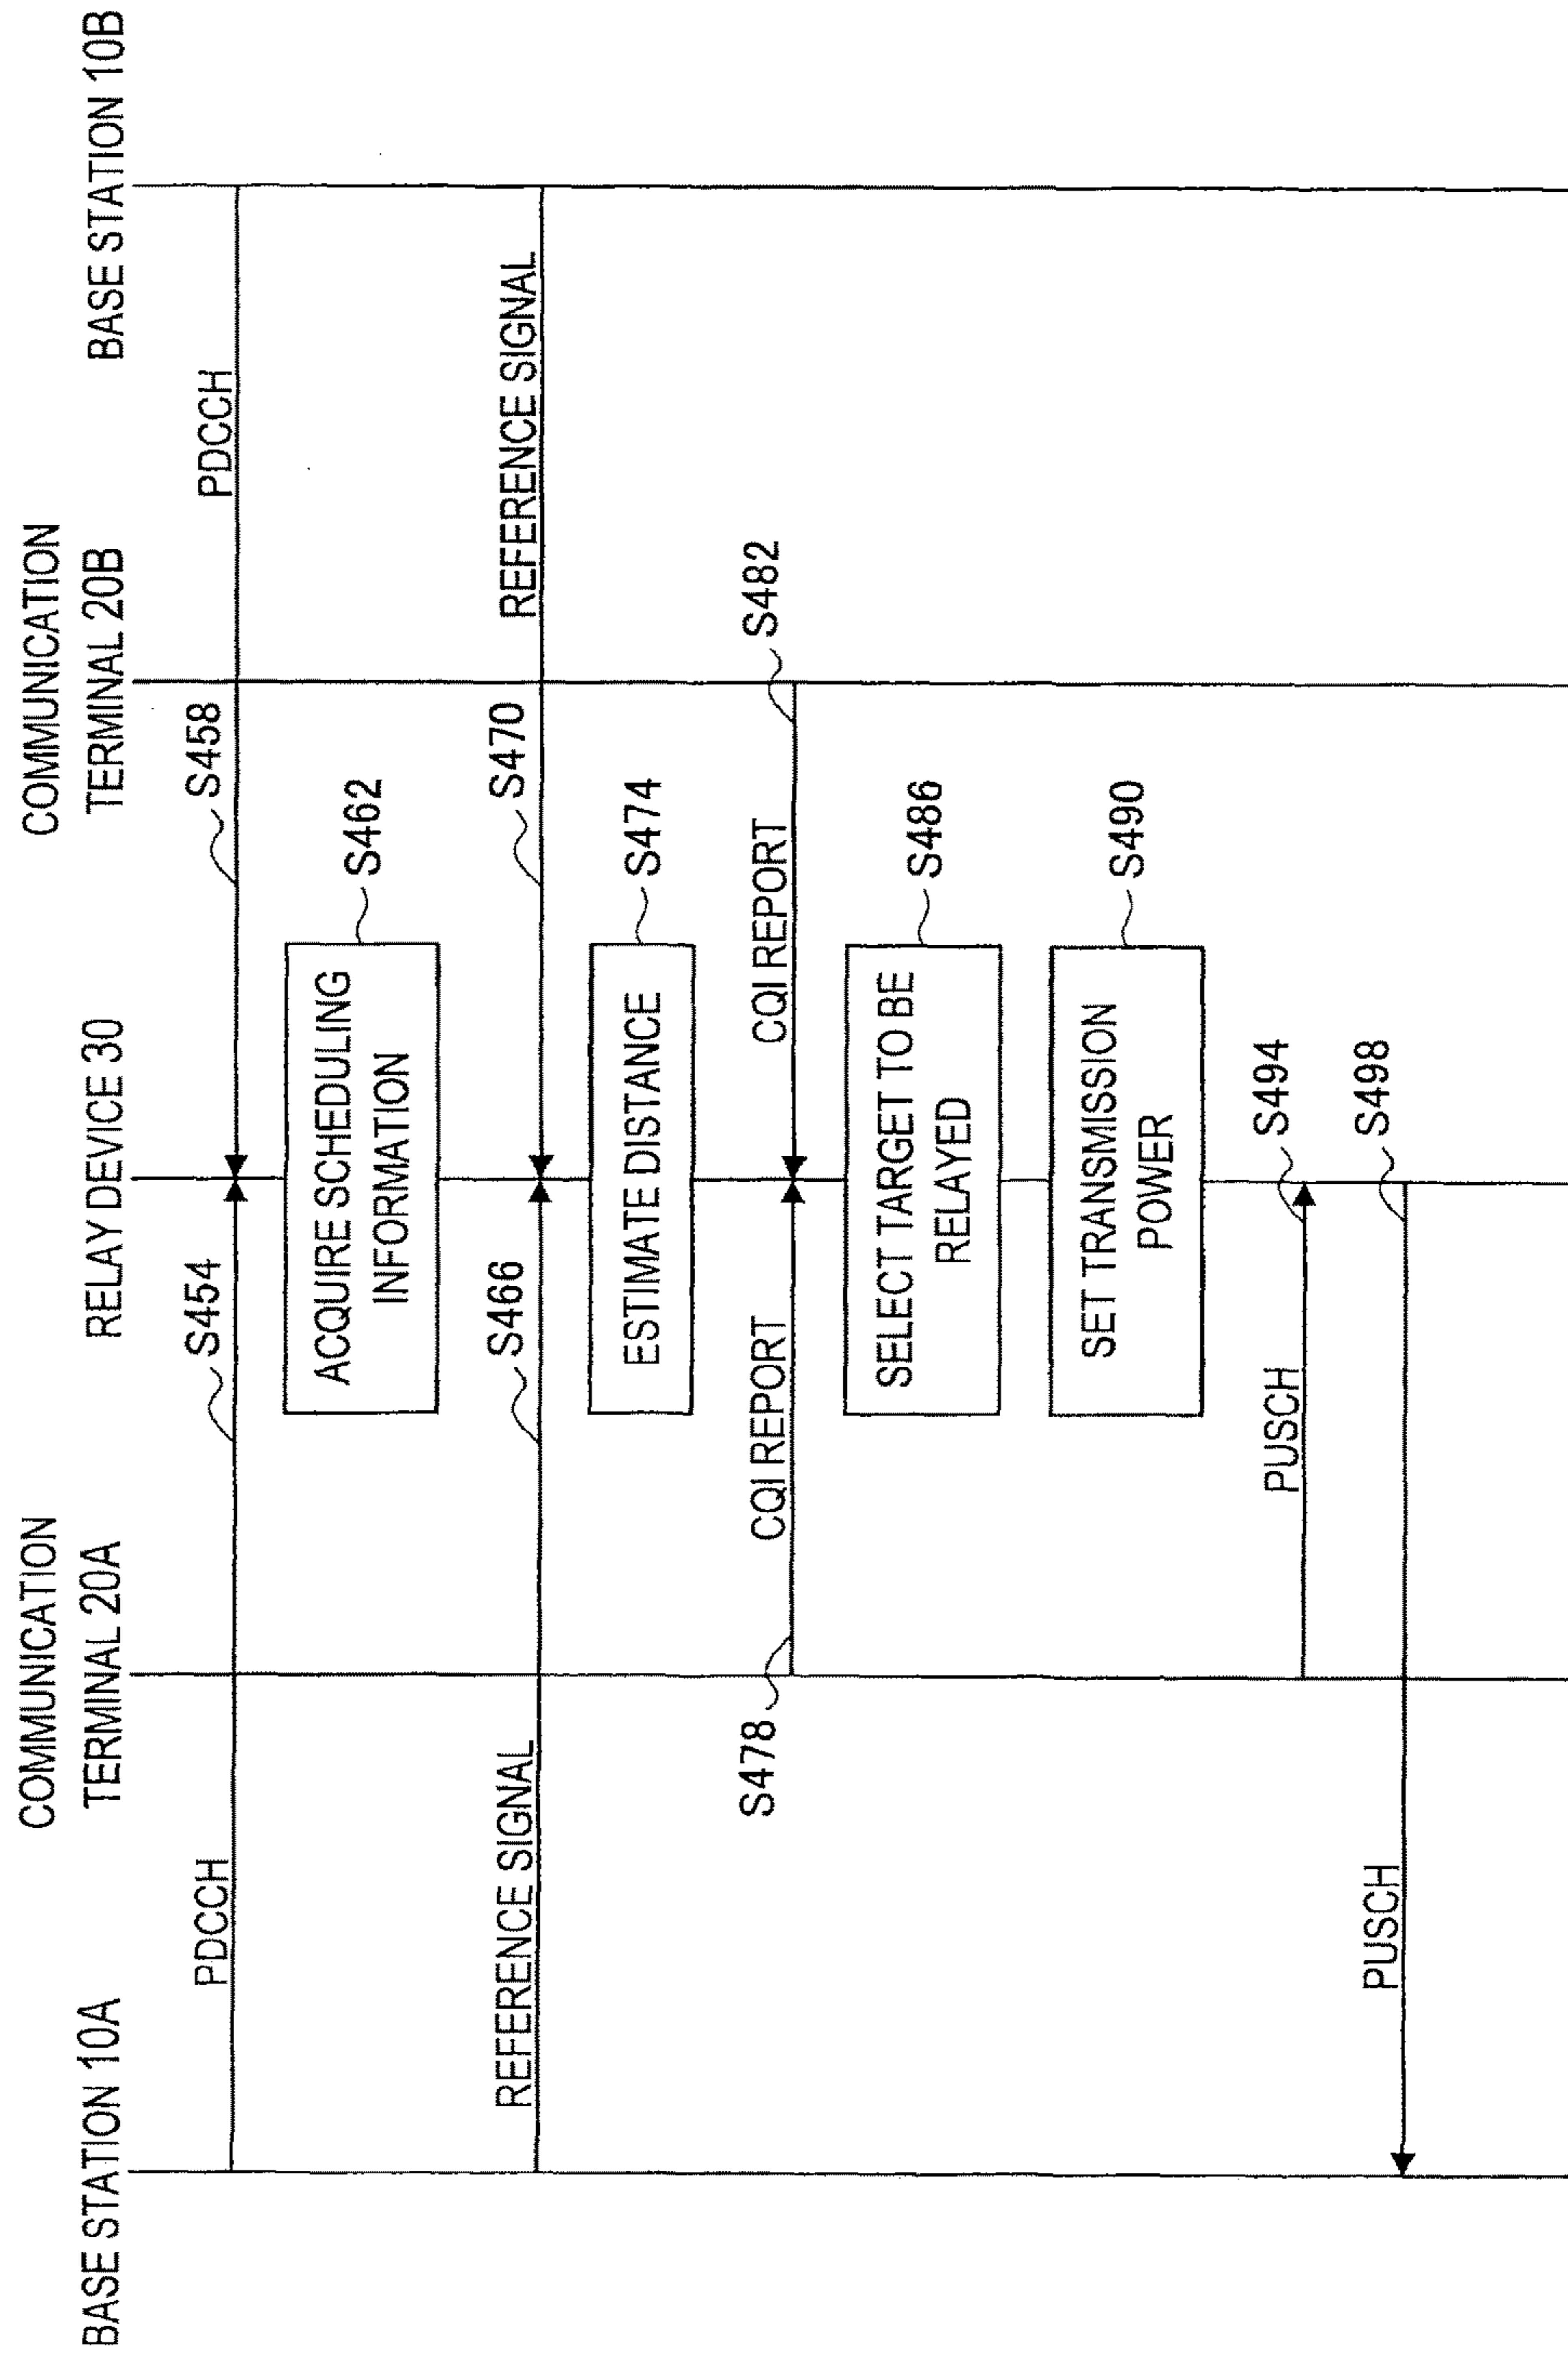 BASE STATION 10A
COMMUNICATION
TERMINAL 20A
RELAY DEVICE 30
COMMUNICATION
TERMINAL 20B
BASE STATION 10B
PDCCH
S454
S458
PDCCH
ACQUIRE SCHEDULING
INFORMATION
S462
REFERENCE SIGNAL
S466
S470
REFERENCE SIGNAL
ESTIMATE DISTANCE
S474
S478
CQI REPORT
CQI REPORT
S482
SELECT TARGET TO BE
RELAYED
S486
SET TRANSMISSION
POWER
S490
PUSCH
S494
PUSCH
S498